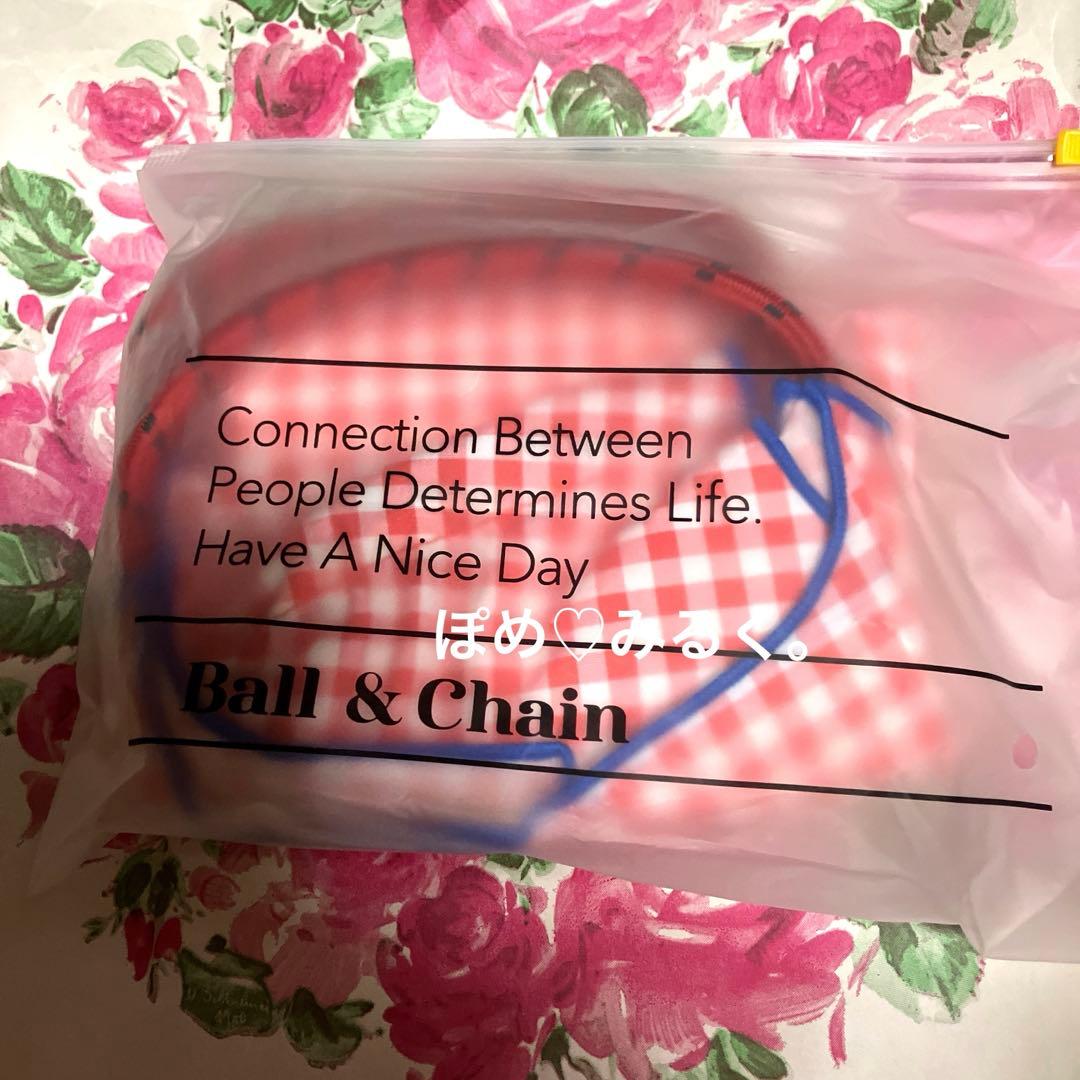 Connection Between
People Determines Life.
Have A Nice Day
ぽめ♡みるく。
Ball & Chain